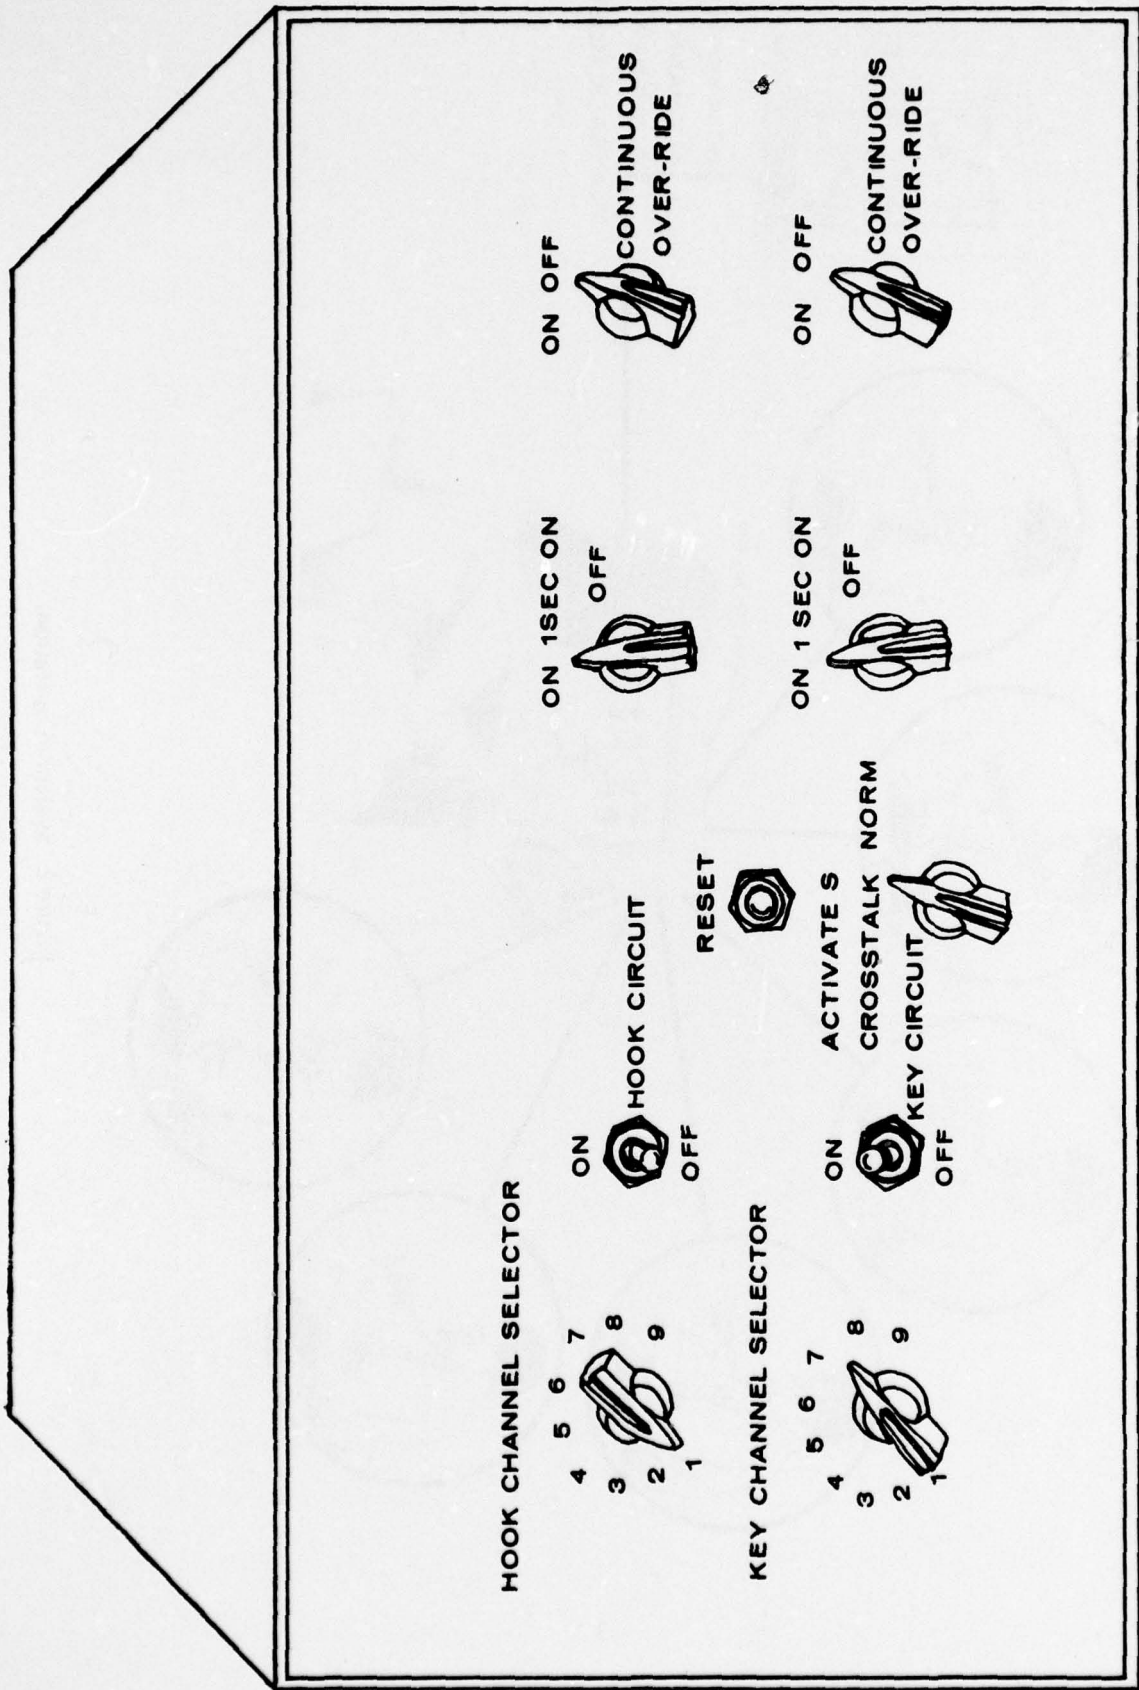 HOOK CHANNEL SELECTOR
1 2 3 4 5 6 7 8 9
ON
HOOK CIRCUIT
OFF
ON 1SEC ON
OFF
ON OFF
CONTINUOUS
OVER-RIDE
RESET
KEY CHANNEL SELECTOR
1 2 3 4 5 6 7 8 9
ON
KEY CIRCUIT
OFF
ACTIVATE S
CROSSTALK NORM
ON 1 SEC ON
OFF
ON OFF
CONTINUOUS
OVER-RIDE